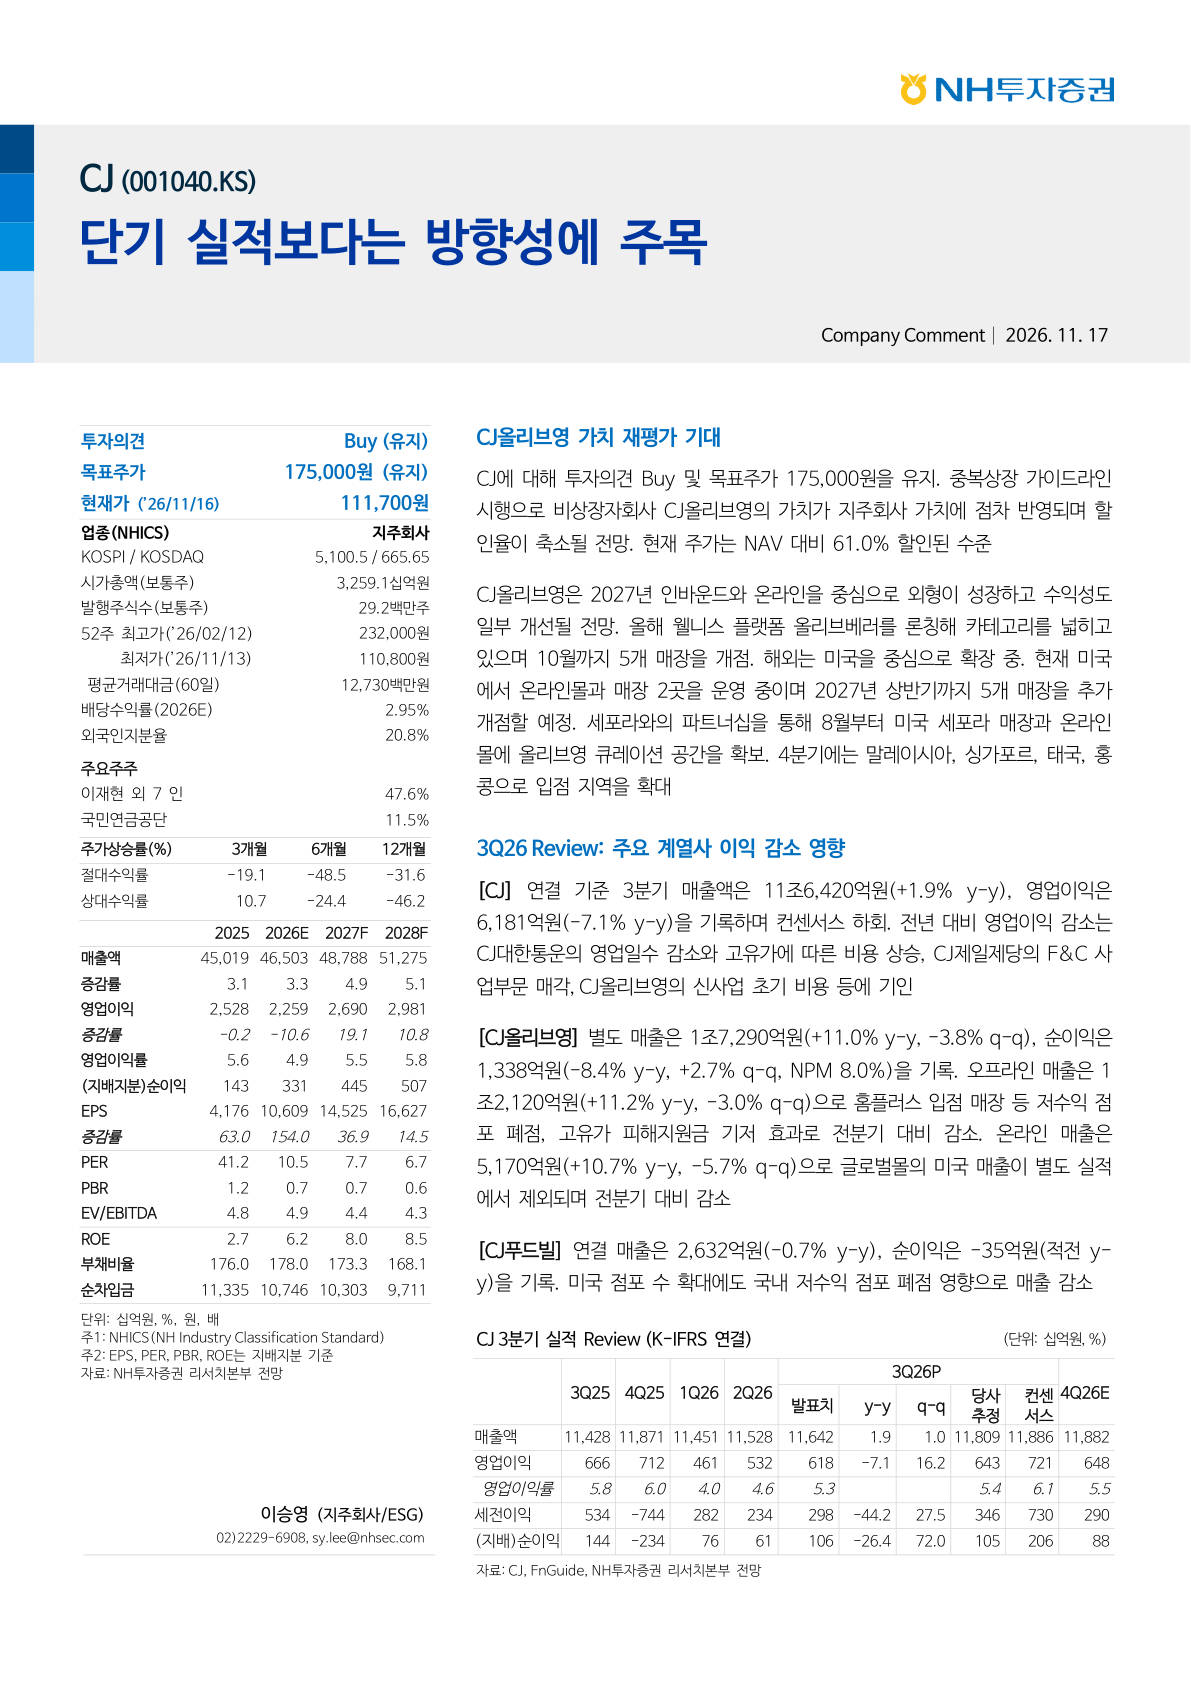 NH투자증권
CJ (001040.KS)
단기 실적보다는 방향성에 주목
Company Comment | 2026. 11. 17
투자의견 Buy (유지)
목표주가 175,000원 (유지)
현재가 ('26/11/16) 111,700원
업종(NHICS) 지주회사
KOSPI / KOSDAQ 5,100.5 / 665.65
시가총액(보통주) 3,259.1십억원
발행주식수(보통주) 29.2백만주
52주 최고가('26/02/12) 232,000원
최저가('26/11/13) 110,800원
평균거래대금(60일) 12,730백만원
배당수익률(2026E) 2.95%
외국인지분율 20.8%
주요주주
이재현 외 7 인 47.6%
국민연금공단 11.5%
주가상승률(%) 3개월 6개월 12개월
절대수익률 -19.1 -48.5 -31.6
상대수익률 10.7 -24.4 -46.2
2025 2026E 2027F 2028F
매출액 45,019 46,503 48,788 51,275
증감률 3.1 3.3 4.9 5.1
영업이익 2,528 2,259 2,690 2,981
증감률 -0.2 -10.6 19.1 10.8
영업이익률 5.6 4.9 5.5 5.8
(지배지분)순이익 143 331 445 507
EPS 4,176 10,609 14,525 16,627
증감률 63.0 154.0 36.9 14.5
PER 41.2 10.5 7.7 6.7
PBR 1.2 0.7 0.7 0.6
EV/EBITDA 4.8 4.9 4.4 4.3
ROE 2.7 6.2 8.0 8.5
부채비율 176.0 178.0 173.3 168.1
순차입금 11,335 10,746 10,303 9,711
단위: 십억원, %, 원, 배
주1: NHICS(NH Industry Classification Standard)
주2: EPS, PER, PBR, ROE는 지배지분 기준
자료: NH투자증권 리서치본부 전망
이승영 (지주회사/ESG)
02)2229-6908, sy.lee@nhsec.com
CJ올리브영 가치 재평가 기대
CJ에 대해 투자의견 Buy 및 목표주가 175,000원을 유지. 중복상장 가이드라인
시행으로 비상장자회사 CJ올리브영의 가치가 지주회사 가치에 점차 반영되며 할
인율이 축소될 전망. 현재 주가는 NAV 대비 61.0% 할인된 수준
CJ올리브영은 2027년 인바운드와 온라인을 중심으로 외형이 성장하고 수익성도
일부 개선될 전망. 올해 웰니스 플랫폼 올리브베러를 론칭해 카테고리를 넓히고
있으며 10월까지 5개 매장을 개점. 해외는 미국을 중심으로 확장 중. 현재 미국
에서 온라인몰과 매장 2곳을 운영 중이며 2027년 상반기까지 5개 매장을 추가
개점할 예정. 세포라와의 파트너십을 통해 8월부터 미국 세포라 매장과 온라인
몰에 올리브영 큐레이션 공간을 확보. 4분기에는 말레이시아, 싱가포르, 태국, 홍
콩으로 입점 지역을 확대
3Q26 Review: 주요 계열사 이익 감소 영향
[CJ] 연결 기준 3분기 매출액은 11조6,420억원(+1.9% y-y), 영업이익은
6,181억원(-7.1% y-y)을 기록하며 컨센서스 하회. 전년 대비 영업이익 감소는
CJ대한통운의 영업일수 감소와 고유가에 따른 비용 상승, CJ제일제당의 F&C 사
업부문 매각, CJ올리브영의 신사업 초기 비용 등에 기인
[CJ올리브영] 별도 매출은 1조7,290억원(+11.0% y-y, -3.8% q-q), 순이익은
1,338억원(-8.4% y-y, +2.7% q-q, NPM 8.0%)을 기록. 오프라인 매출은 1
조2,120억원(+11.2% y-y, -3.0% q-q)으로 홈플러스 입점 매장 등 저수익 점
포 폐점, 고유가 피해지원금 기저 효과로 전분기 대비 감소. 온라인 매출은
5,170억원(+10.7% y-y, -5.7% q-q)으로 글로벌몰의 미국 매출이 별도 실적
에서 제외되며 전분기 대비 감소
[CJ푸드빌] 연결 매출은 2,632억원(-0.7% y-y), 순이익은 -35억원(적전 y-
y)을 기록. 미국 점포 수 확대에도 국내 저수익 점포 폐점 영향으로 매출 감소
CJ 3분기 실적 Review (K-IFRS 연결) (단위: 십억원, %)
3Q26P
3Q25 4Q25 1Q26 2Q26 발표치 y-y q-q 당사추정 컨센서스 4Q26E
매출액 11,428 11,871 11,451 11,528 11,642 1.9 1.0 11,809 11,886 11,882
영업이익 666 712 461 532 618 -7.1 16.2 643 721 648
영업이익률 5.8 6.0 4.0 4.6 5.3 5.4 6.1 5.5
세전이익 534 -744 282 234 298 -44.2 27.5 346 730 290
(지배)순이익 144 -234 76 61 106 -26.4 72.0 105 206 88
자료: CJ, FnGuide, NH투자증권 리서치본부 전망